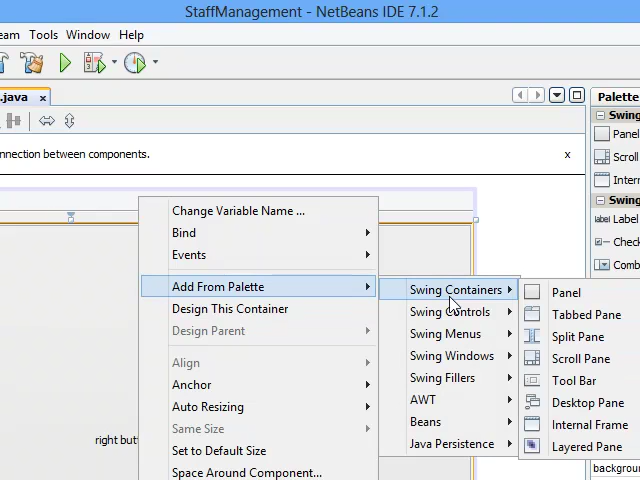 StaffManagement - NetBeans IDE 7.1.2
eam Tools Window Help
.java x
Palette
Swing
Panel
Scroll
Intern
Swing
Label
Check
Comb
nnection between components. x
Change Variable Name ...
Bind
Events
Add From Palette
Design This Container
Design Parent
Align
Anchor
Auto Resizing
Same Size
Set to Default Size
Space Around Component...
Swing Containers
Swing Controls
Swing Menus
Swing Windows
Swing Fillers
AWT
Beans
Java Persistence
Panel
Tabbed Pane
Split Pane
Scroll Pane
Tool Bar
Desktop Pane
Internal Frame
Layered Pane
right butt
backgrou